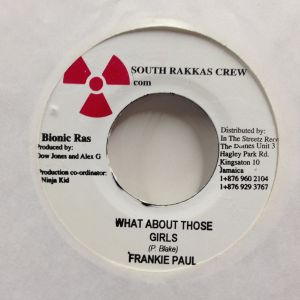 SOUTH RAKKAS CREW
com
Bionic Ras
Produced by:
Dow Jones and Alex G
Production co-ordinator:
Ninja Kid
Distributed by:
In The Streetz Rec
The Domes Unit 3
Hagley Park Rd.
Kingsaton 10
Jamaica
1+876 960 2104
1+876 929 3767
WHAT ABOUT THOSE
GIRLS
(P. Blake)
FRANKIE PAUL